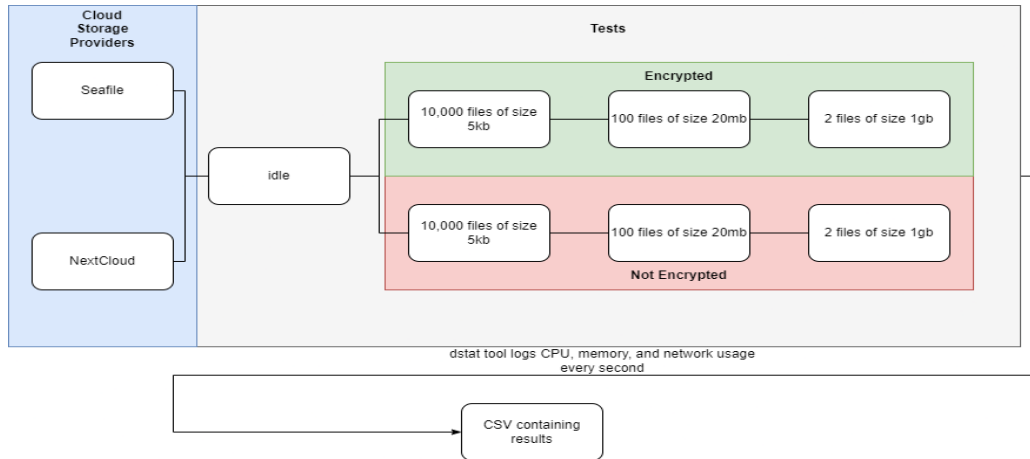 Cloud
Storage
Providers
Tests
Seafile
Encrypted
10,000 files of size
5kb
100 files of size 20mb
2 files of size 1gb
idle
NextCloud
10,000 files of size
5kb
100 files of size 20mb
2 files of size 1gb
Not Encrypted
dstat tool logs CPU, memory, and network usage
every second
CSV containing
results